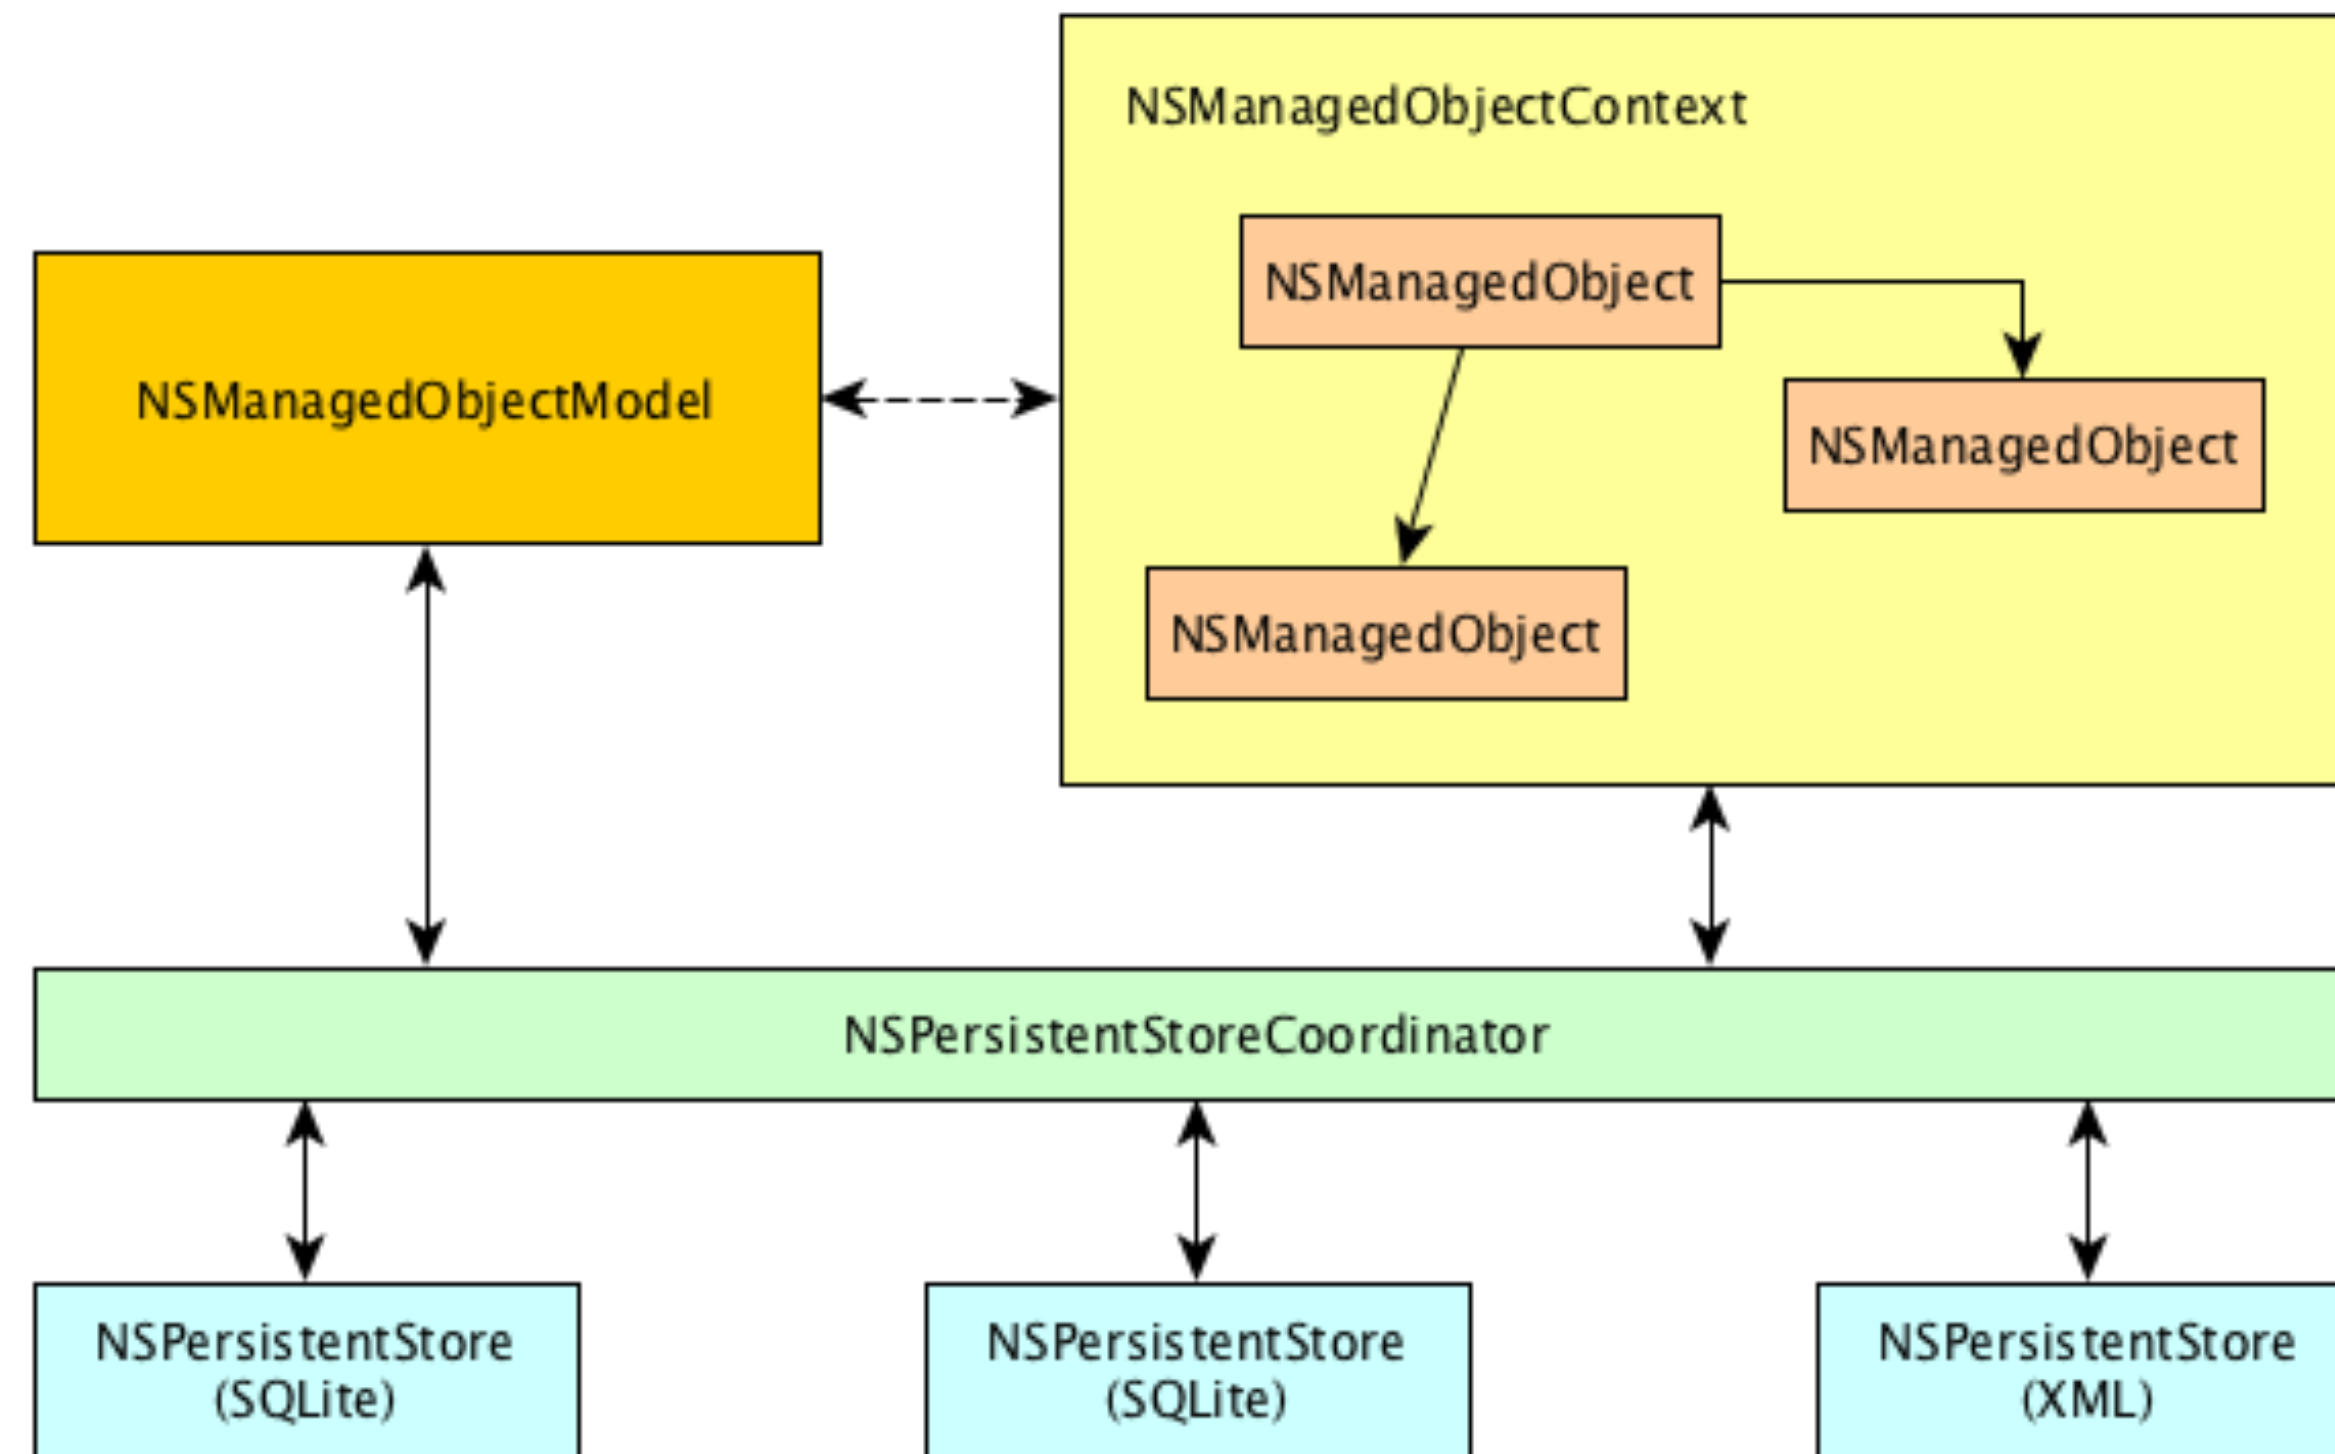 NSManagedObjectContext
NSManagedObject
NSManagedObjectModel
NSManagedObject
NSManagedObject
NSPersistentStoreCoordinator
NSPersistentStore
(SQLite)
NSPersistentStore
(SQLite)
NSPersistentStore
(XML)